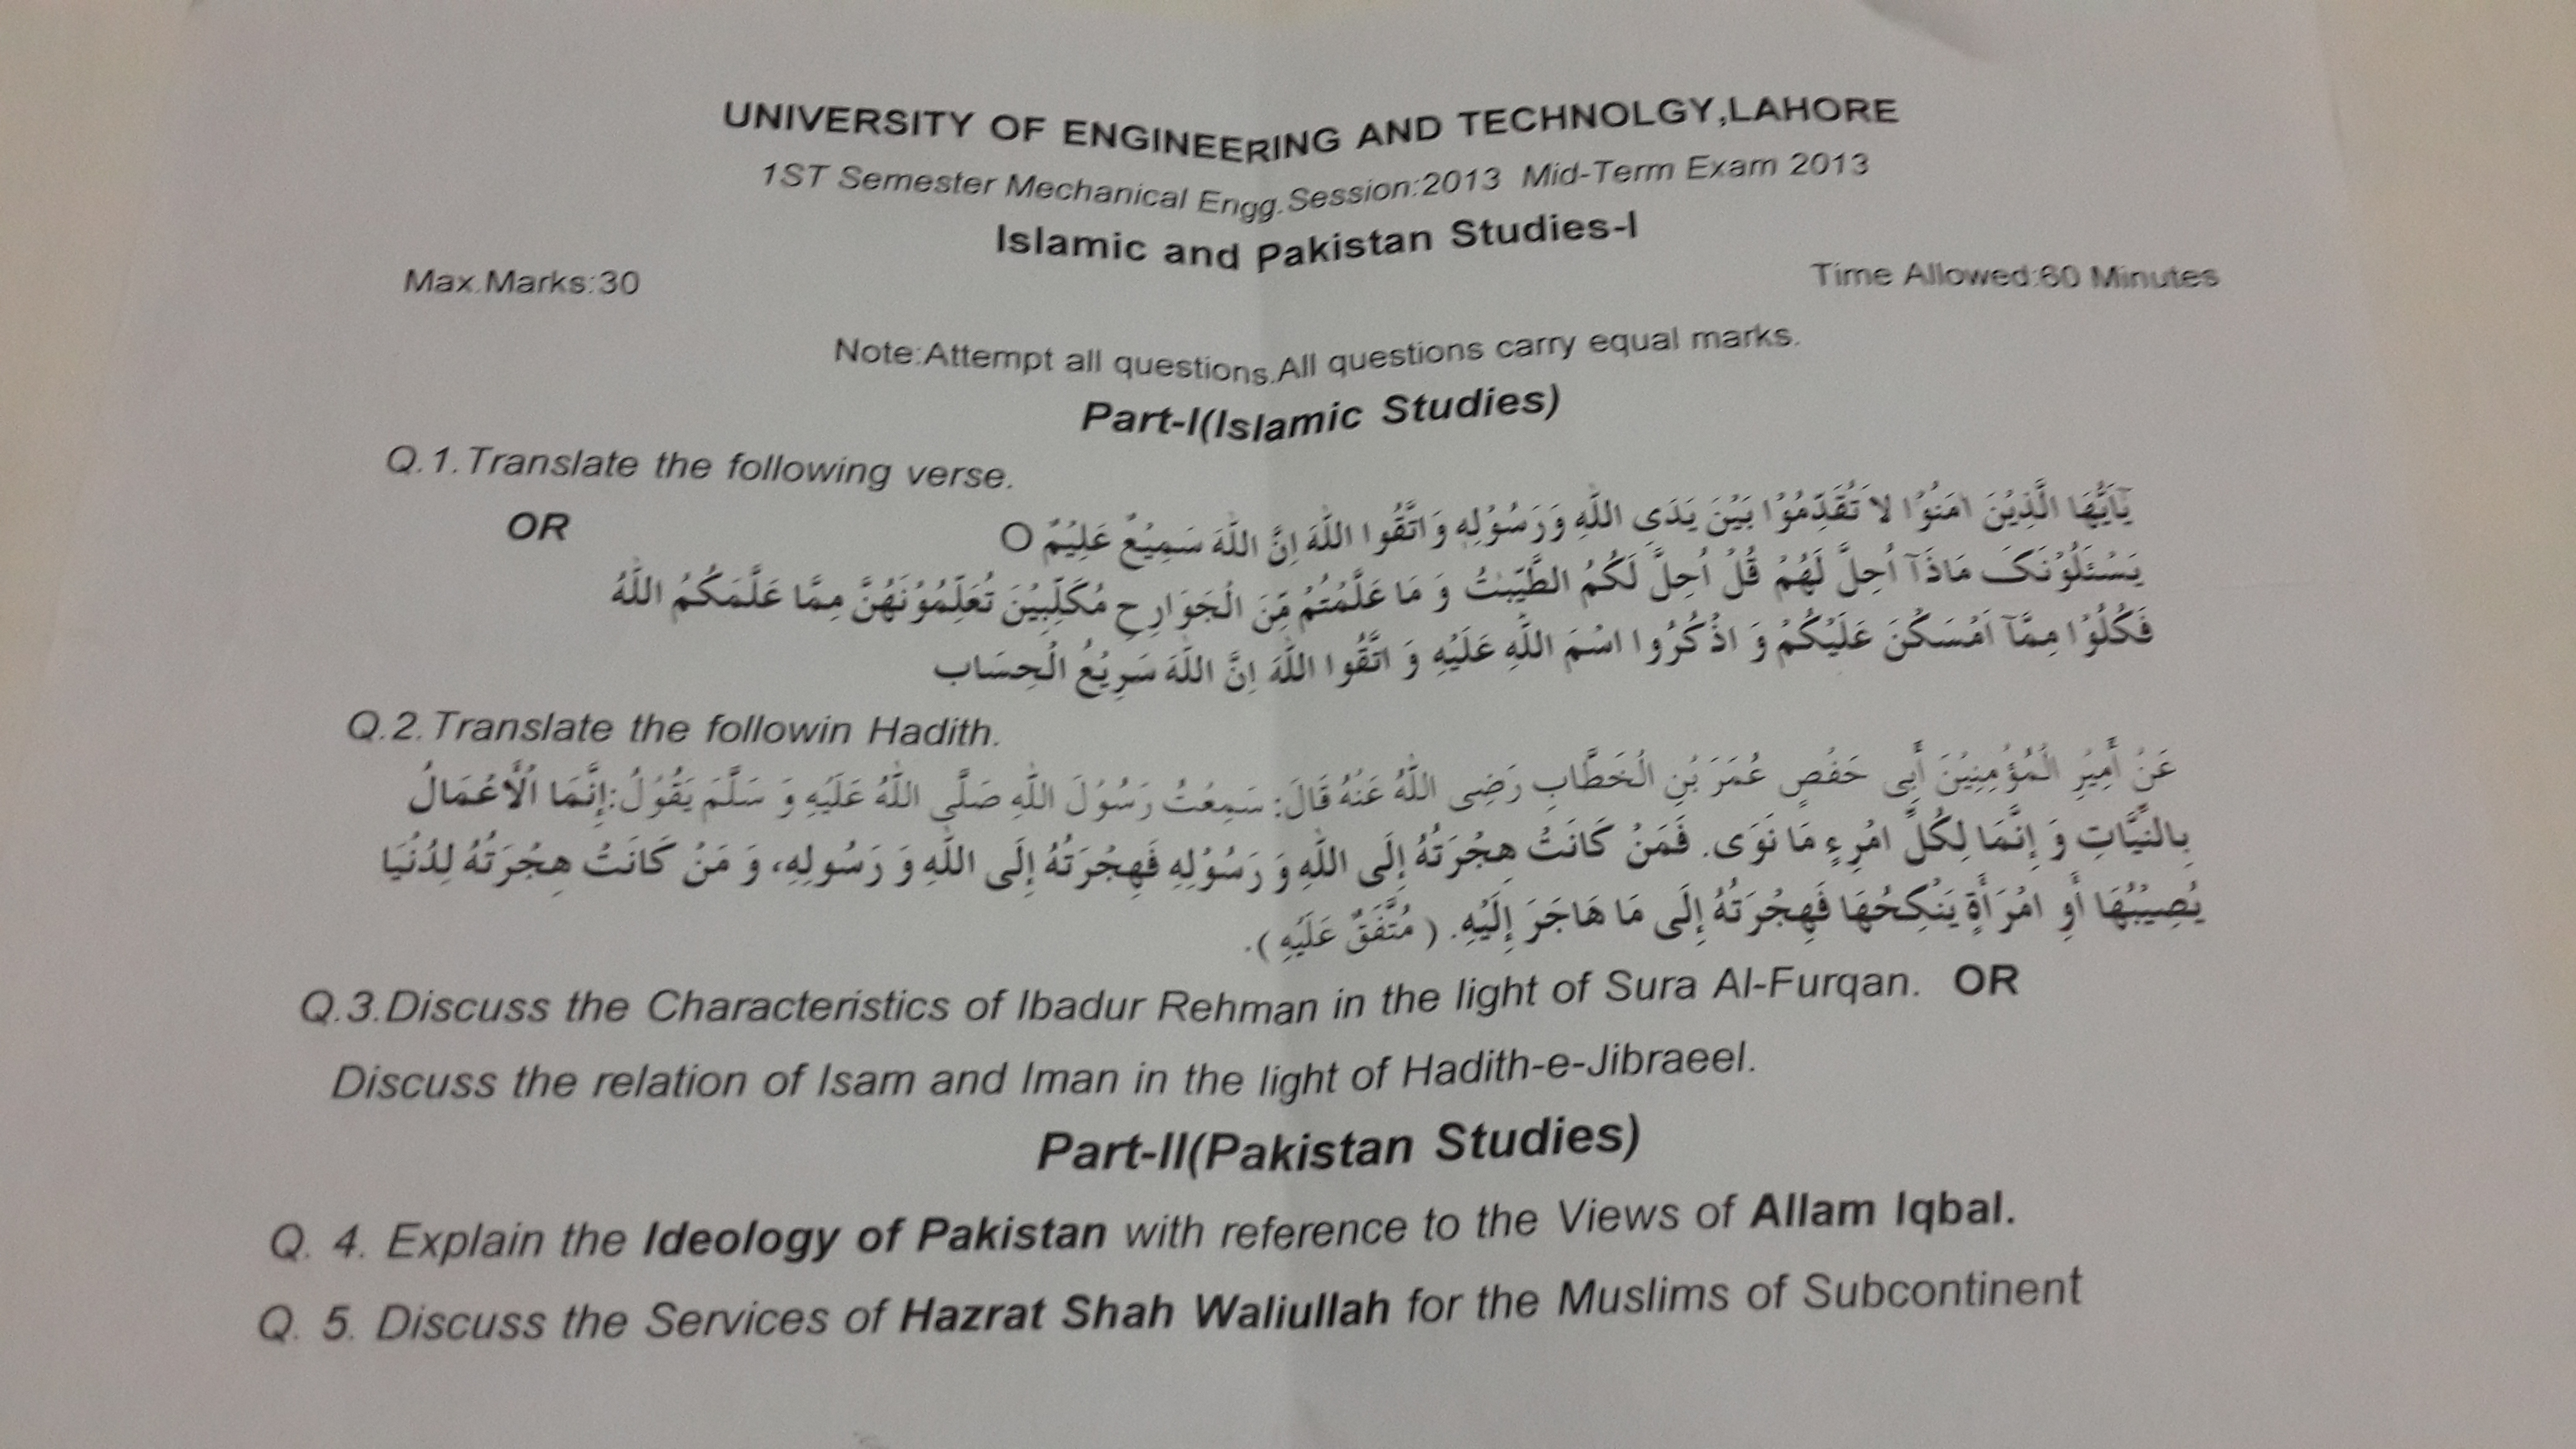 UNIVERSITY OF ENGINEERING AND TECHNOLGY,LAHORE
1ST Semester Mechanical Engg.Session:2013 Mid-Term Exam 2013
Islamic and Pakistan Studies-I
Max.Marks:30 Time Allowed:60 Minutes
Note:Attempt all questions.All questions carry equal marks.
Part-I(Islamic Studies)
Q.1.Translate the following verse.
يٰٓاَيُّهَا الَّذِيْنَ اٰمَنُوْا لَا تُقَدِّمُوْا بَيْنَ يَدَيِ اللّٰهِ وَرَسُوْلِهٖ وَاتَّقُوا اللّٰهَ اِنَّ اللّٰهَ سَمِيْعٌ عَلِيْمٌ O
OR
يَسْئَلُوْنَكَ مَاذَآ اُحِلَّ لَهُمْ قُلْ اُحِلَّ لَكُمُ الطَّيِّبٰتُ وَ مَا عَلَّمْتُمْ مِّنَ الْجَوَارِحِ مُكَلِّبِيْنَ تُعَلِّمُوْنَهُنَّ مِمَّا عَلَّمَكُمُ اللّٰهُ
فَكُلُوْا مِمَّآ اَمْسَكْنَ عَلَيْكُمْ وَ اذْكُرُوا اسْمَ اللّٰهِ عَلَيْهِ وَ اتَّقُوا اللّٰهَ اِنَّ اللّٰهَ سَرِيْعُ الْحِسَاب
Q.2.Translate the followin Hadith.
عَنْ أَمِيْرِ الْمُؤْمِنِيْنَ أَبِى حَفْصٍ عُمَرَ بْنِ الْخَطَّابِ رَضِى اللّٰهُ عَنْهُ قَالَ: سَمِعْتُ رَسُوْلَ اللّٰهِ صَلَّى اللّٰهُ عَلَيْهِ وَ سَلَّمَ يَقُوْلُ:إِنَّمَا الْأَعْمَالُ
بِالنِّيَّاتِ وَ إِنَّمَا لِكُلِّ امْرِءٍ مَا نَوَى. فَمَنْ كَانَتْ هِجْرَتُهُ إِلَى اللّٰهِ وَ رَسُوْلِهِ فَهِجْرَتُهُ إِلَى اللّٰهِ وَ رَسُولِهِ، وَ مَنْ كَانَتْ هِجْرَتُهُ لِدُنْيَا
يُصِيْبُهَا أَوِ امْرَأَةٍ يَنْكِحُهَا فَهِجْرَتُهُ إِلَى مَا هَاجَرَ إِلَيْهِ. ( مُتَّفَقٌ عَلَيْهِ ).
Q.3.Discuss the Characteristics of Ibadur Rehman in the light of Sura Al-Furqan. OR
Discuss the relation of Isam and Iman in the light of Hadith-e-Jibraeel.
Part-II(Pakistan Studies)
Q. 4. Explain the Ideology of Pakistan with reference to the Views of Allam Iqbal.
Q. 5. Discuss the Services of Hazrat Shah Waliullah for the Muslims of Subcontinent